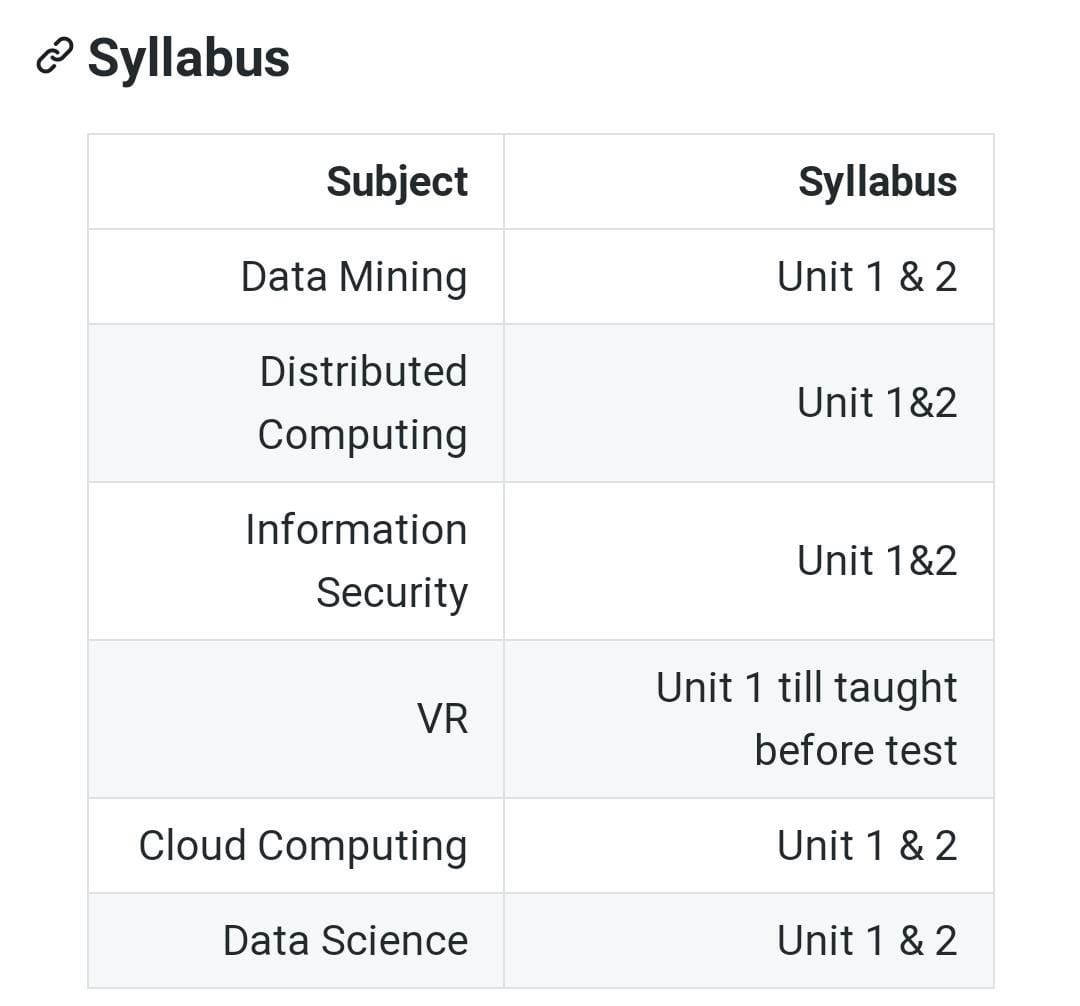 Syllabus
Subject Syllabus
Data Mining Unit 1 & 2
Distributed
Computing
Unit 1&2
Information
Security
Unit 1&2
VR
Unit 1 till taught
before test
Cloud Computing Unit 1 & 2
Data Science Unit 1 & 2